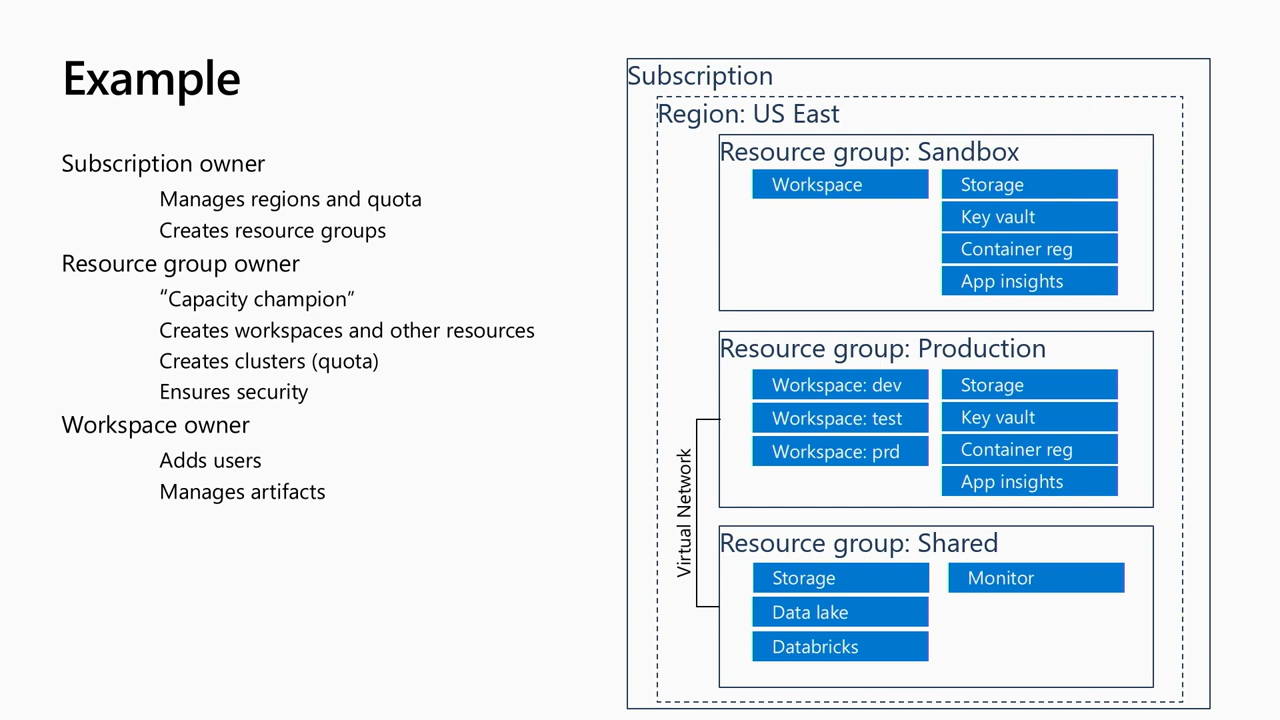 Example
Subscription owner
Manages regions and quota
Creates resource groups
Resource group owner
“Capacity champion”
Creates workspaces and other resources
Creates clusters (quota)
Ensures security
Workspace owner
Adds users
Manages artifacts
Subscription
Region: US East
Resource group: Sandbox
Workspace
Storage
Key vault
Container reg
App insights
Resource group: Production
Workspace: dev
Workspace: test
Workspace: prd
Storage
Key vault
Container reg
App insights
Virtual Network
Resource group: Shared
Storage
Data lake
Databricks
Monitor